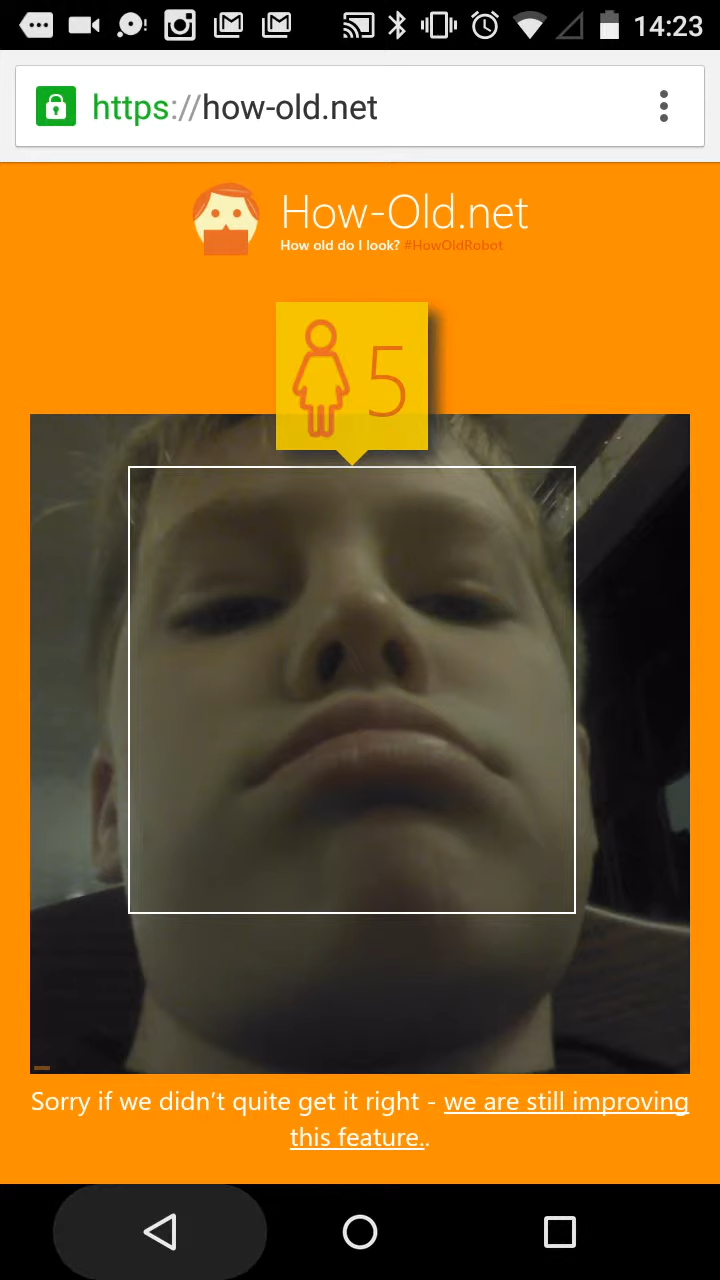 14:23
https://how-old.net
How-Old.net
How old do I look? #HowOldRobot
5
Sorry if we didn’t quite get it right - we are still improving
this feature..